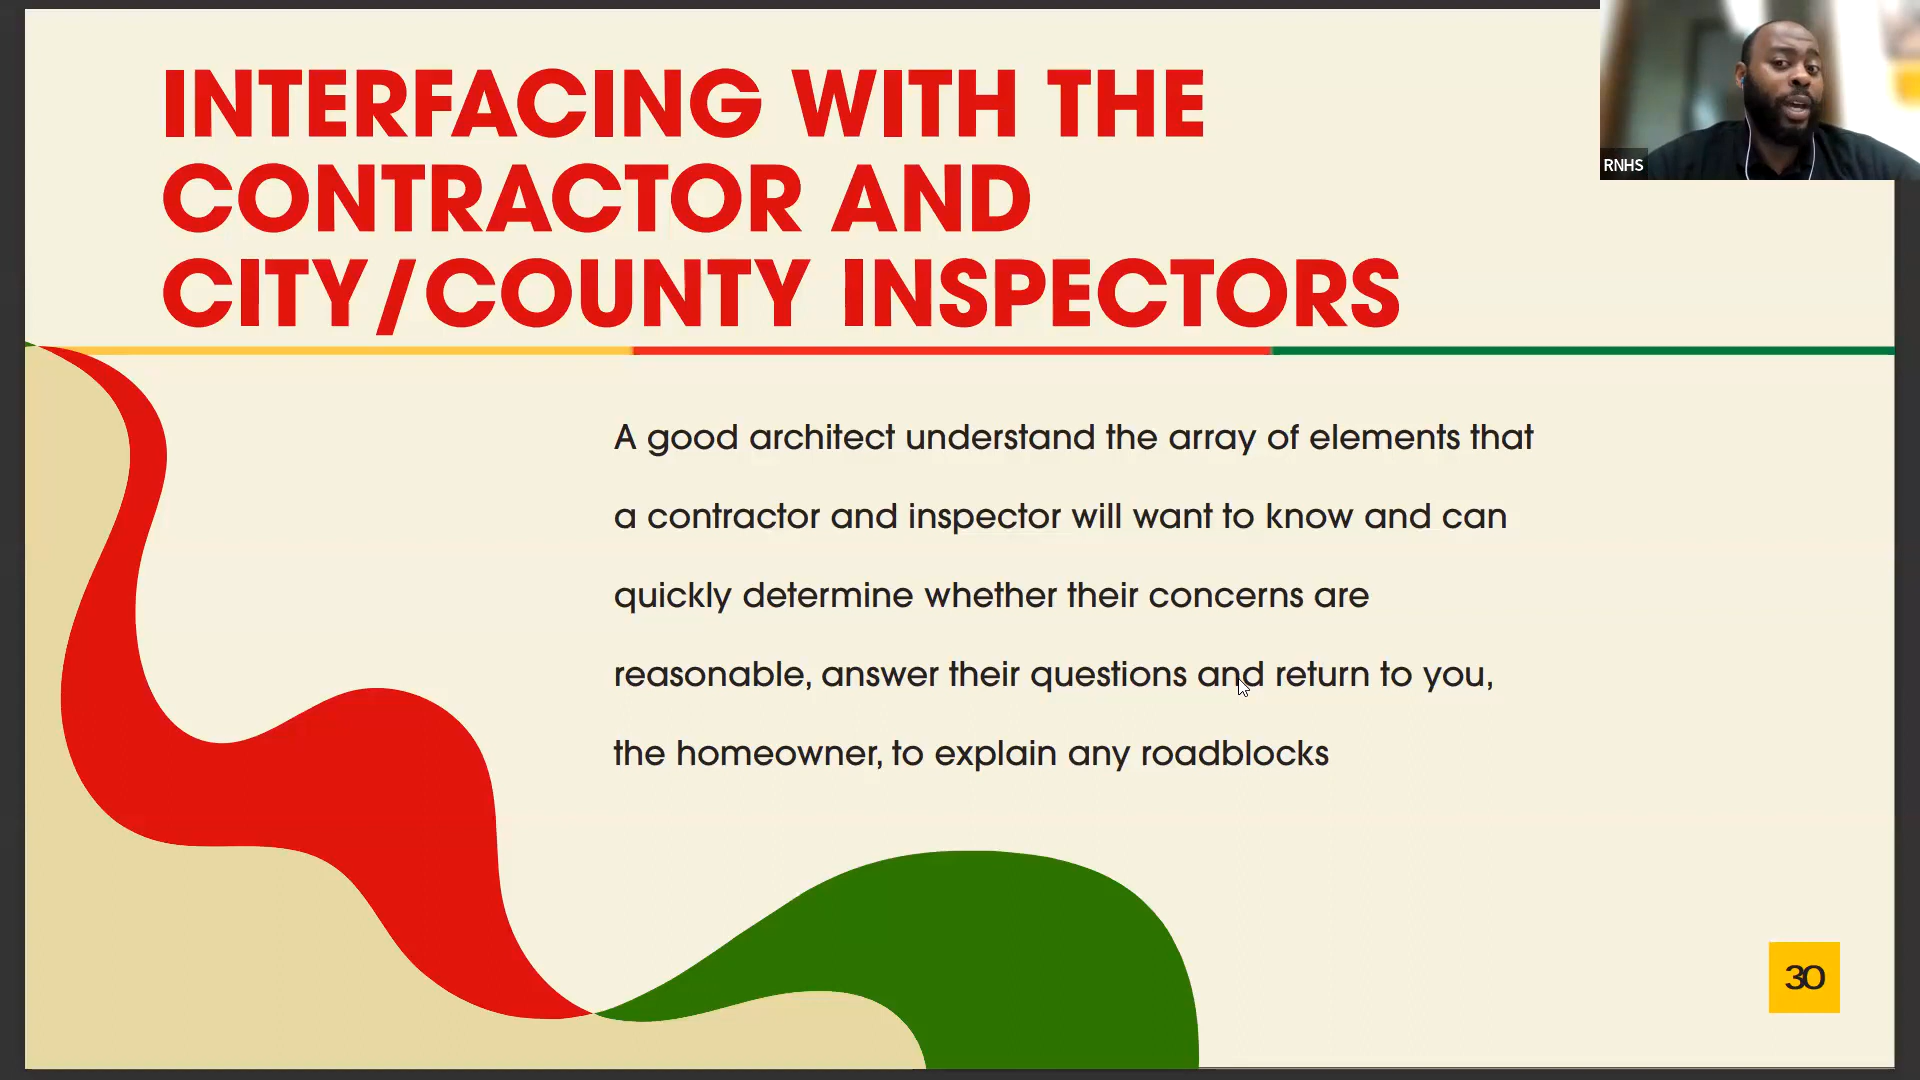 INTERFACING WITH THE
CONTRACTOR AND
CITY/COUNTY INSPECTORS
RNHS
A good architect understand the array of elements that
a contractor and inspector will want to know and can
quickly determine whether their concerns are
reasonable, answer their questions and return to you,
the homeowner, to explain any roadblocks
30